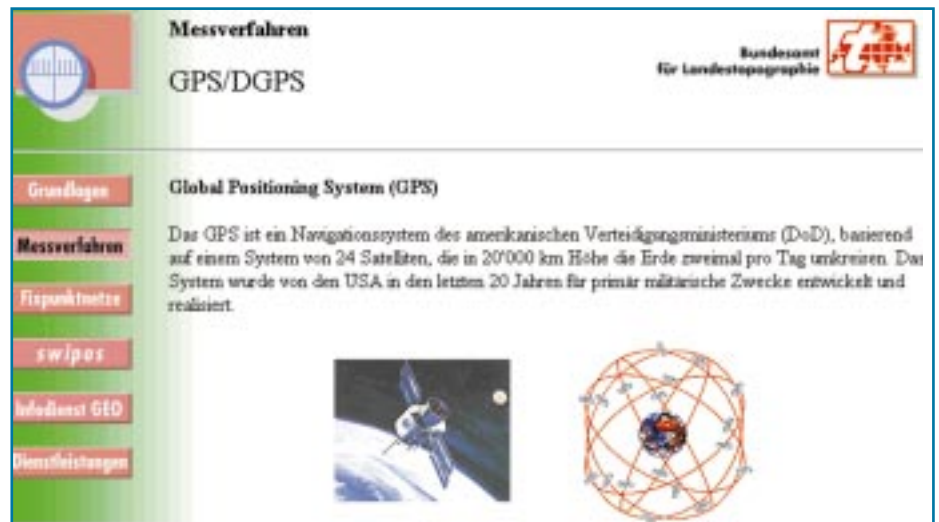 Messverfahren
GPS/DGPS
Bundesamt
für Landestopographie
Grundlagen
Messverfahren
Fixpunktnetze
swipos
Infodienst GEO
Dienstleistungen
Global Positioning System (GPS)
Das GPS ist ein Navigationssystem des amerikanischen Verteidigungsministeriums (DoD), basierend
auf einem System von 24 Satelliten, die in 20'000 km Höhe die Erde zweimal pro Tag umkreisen. Das
System wurde von den USA in den letzten 20 Jahren für primär militärische Zwecke entwickelt und
realisiert.